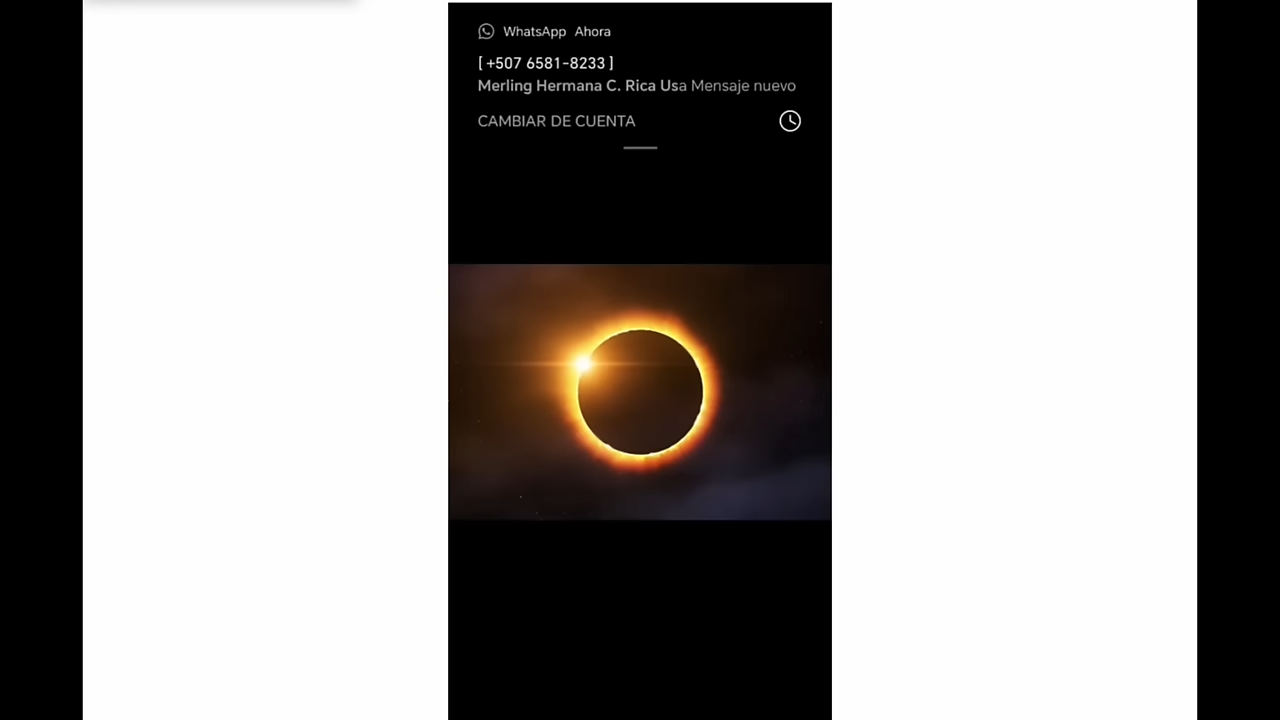 WhatsApp Ahora
[ +507 6581-8233 ]
Merling Hermana C. Rica Usa Mensaje nuevo
CAMBIAR DE CUENTA